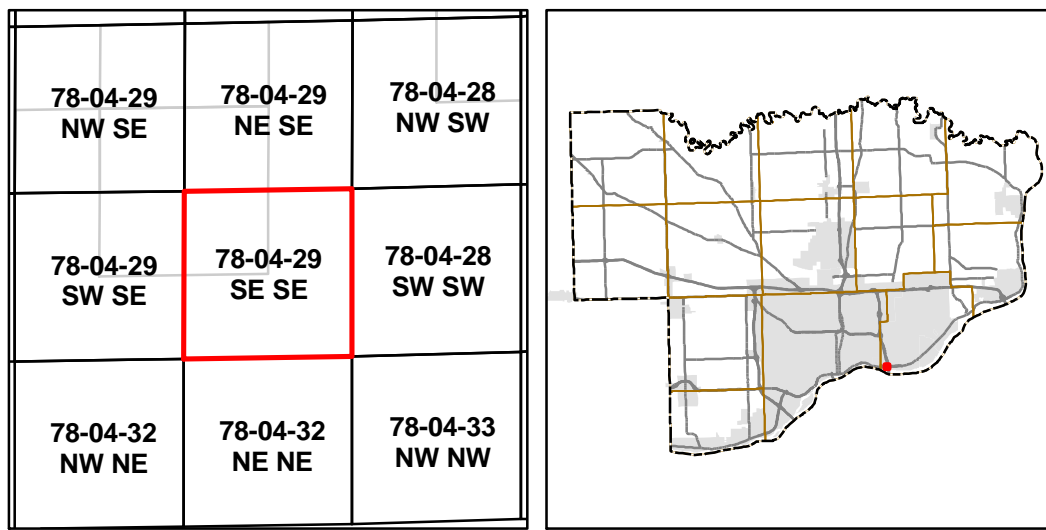 78-04-29
NW SE
78-04-29
NE SE
78-04-28
NW SW
78-04-29
SW SE
78-04-29
SE SE
78-04-28
SW SW
78-04-32
NW NE
78-04-32
NE NE
78-04-33
NW NW